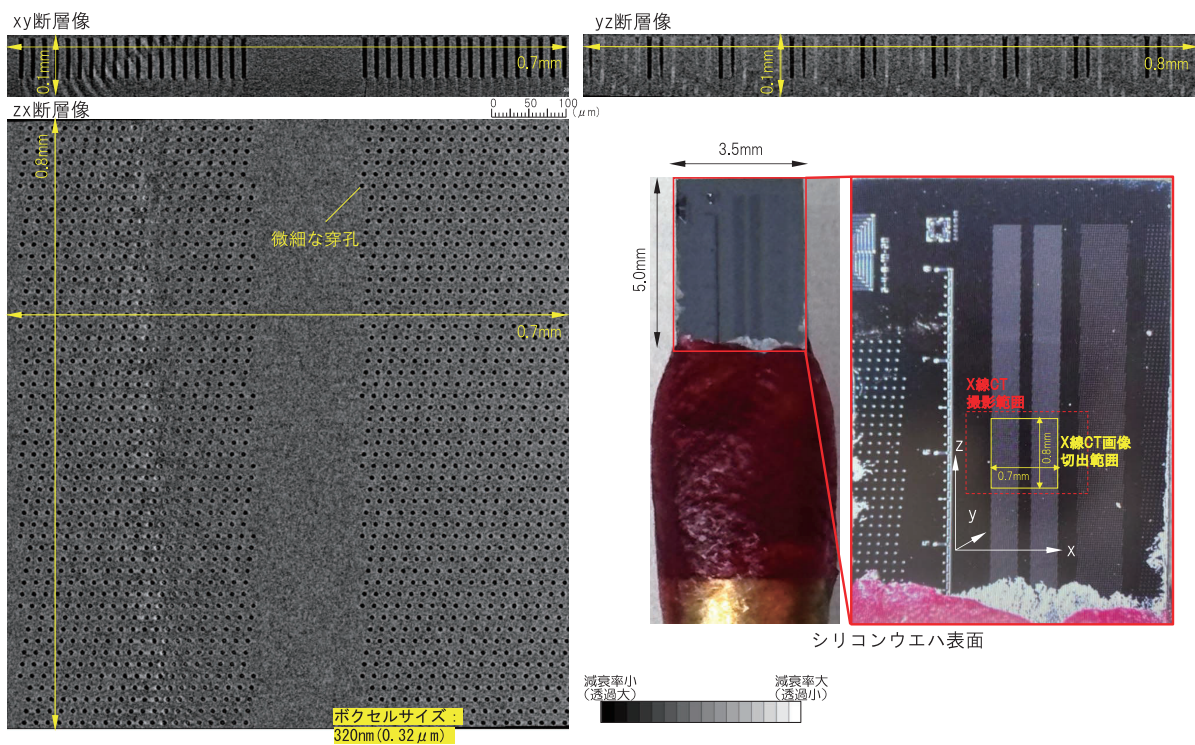 xy断層像
0.1mm
0.7mm
yz断層像
0.1mm
0.8mm
zx断層像
0 50 100
(μm)
0.8mm
微細な穿孔
0.7mm
ボクセルサイズ:
320nm(0.32μm)
3.5mm
5.0mm
X線CT
撮影範囲
X線CT画像
切出範囲
0.8mm
0.7mm
z
y
x
シリコンウエハ表面
減衰率小
(透過大)
減衰率大
(透過小)